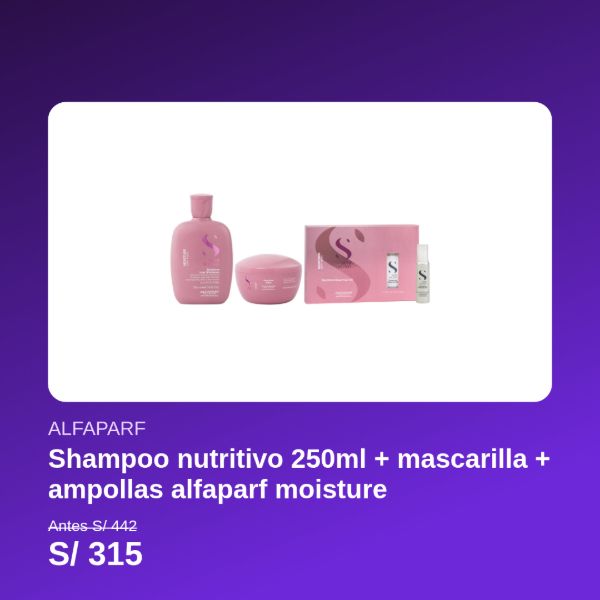 ALFAPARF
Shampoo nutritivo 250ml + mascarilla +
ampollas alfaparf moisture
Antes S/ 442
S/ 315